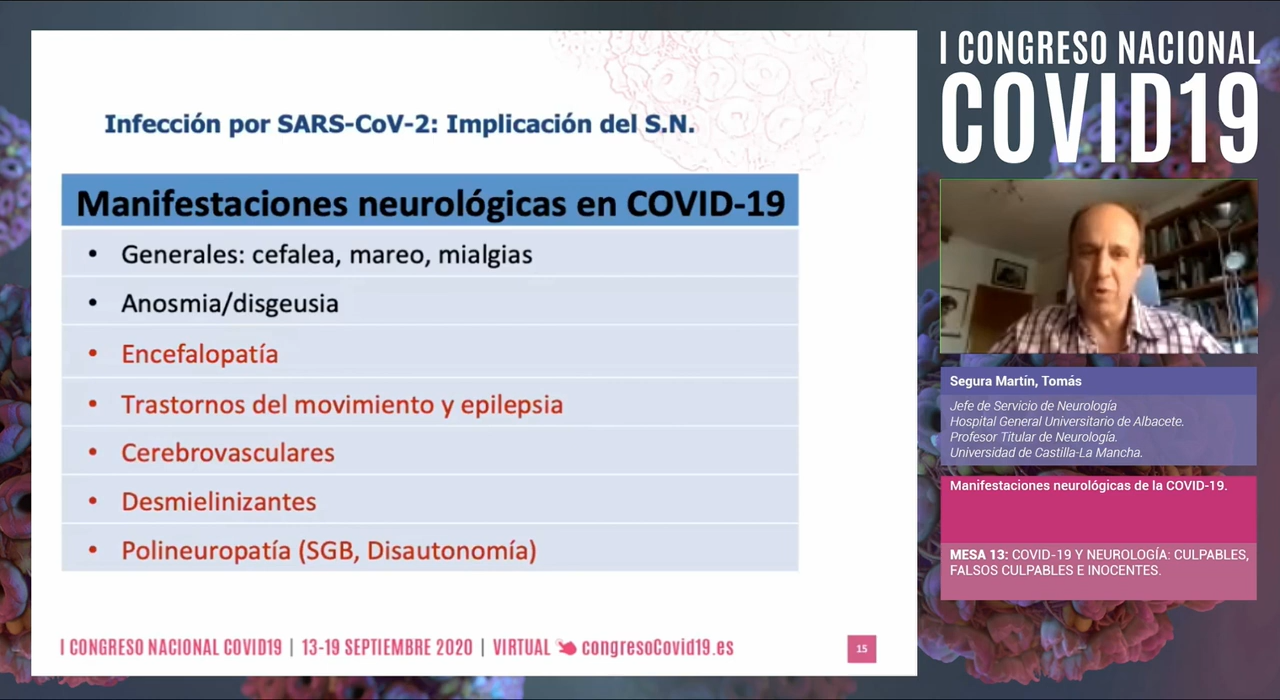 Infección por SARS-CoV-2: Implicación del S.N.
Manifestaciones neurológicas en COVID-19
• Generales: cefalea, mareo, mialgias
• Anosmia/disgeusia
• Encefalopatía
• Trastornos del movimiento y epilepsia
• Cerebrovasculares
• Desmielinizantes
• Polineuropatía (SGB, Disautonomía)
I CONGRESO NACIONAL COVID19 | 13-19 SEPTIEMBRE 2020 | VIRTUAL congresoCovid19.es
15
I CONGRESO NACIONAL
COVID19
Segura Martín, Tomás
Jefe de Servicio de Neurología
Hospital General Universitario de Albacete.
Profesor Titular de Neurología.
Universidad de Castilla-La Mancha.
Manifestaciones neurológicas de la COVID-19.
MESA 13: COVID-19 Y NEUROLOGÍA: CULPABLES,
FALSOS CULPABLES E INOCENTES.